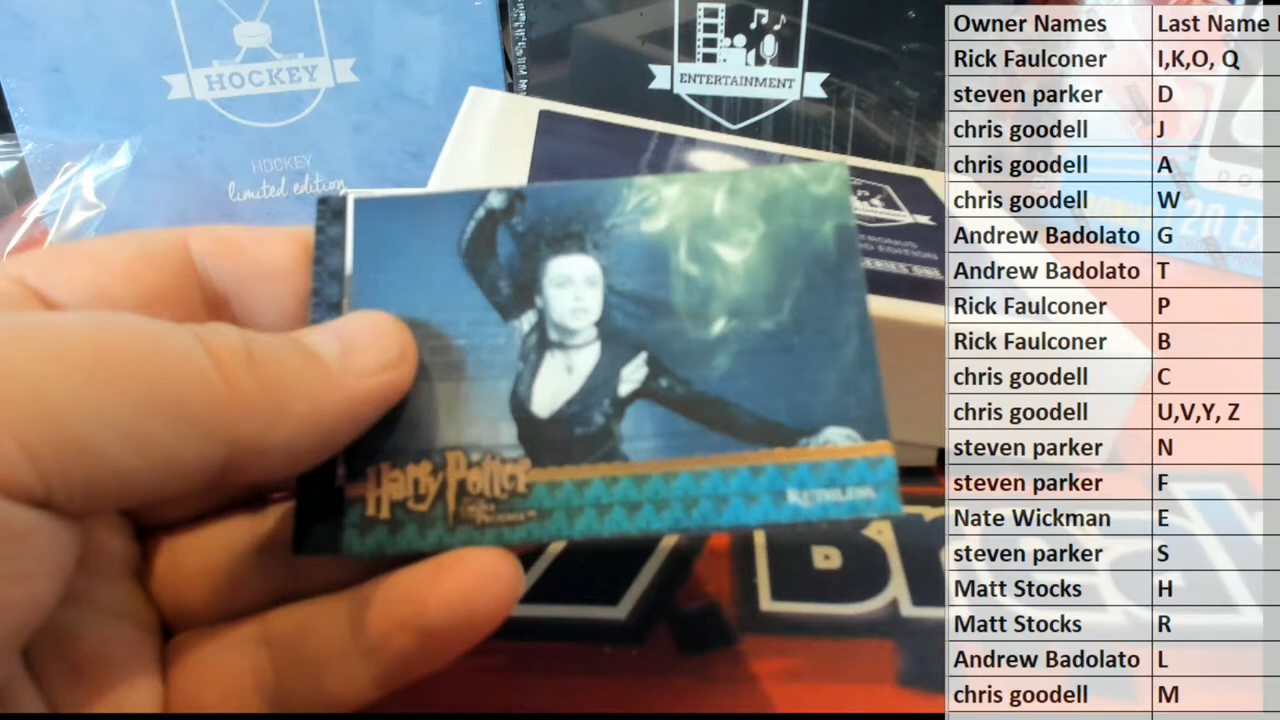 HOCKEY
HOCKEY
limited edition
ENTERTAINMENT
SERIES ONE
Harry Potter
Owner Names Last Name
Rick Faulconer I,K,O, Q
steven parker D
chris goodell J
chris goodell A
chris goodell W
Andrew Badolato G
Andrew Badolato T
Rick Faulconer P
Rick Faulconer B
chris goodell C
chris goodell U,V,Y, Z
steven parker N
steven parker F
Nate Wickman E
steven parker S
Matt Stocks H
Matt Stocks R
Andrew Badolato L
chris goodell M